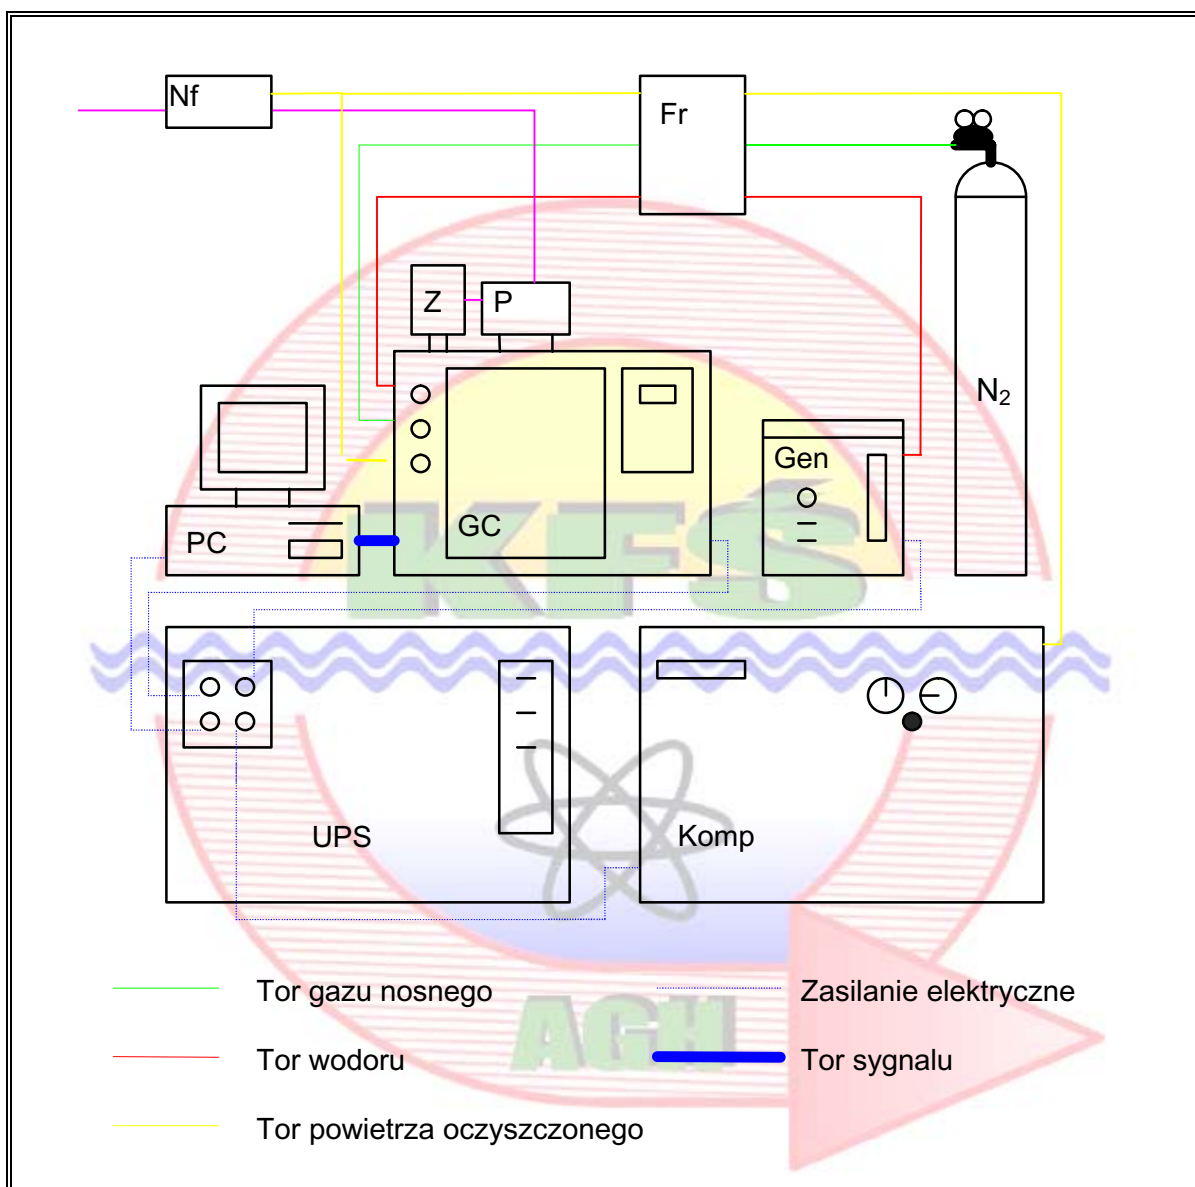 Nf
Fr
Z
P
N2
Gen
PC
GC
KFS
UPS
Komp
Tor gazu nosnego
Zasilanie elektryczne
AGH
Tor wodoru
Tor sygnalu
Tor powietrza oczyszczonego